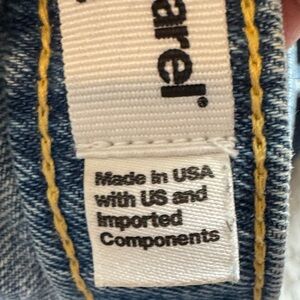 arel®
Made in USA
with US and
Imported
Components